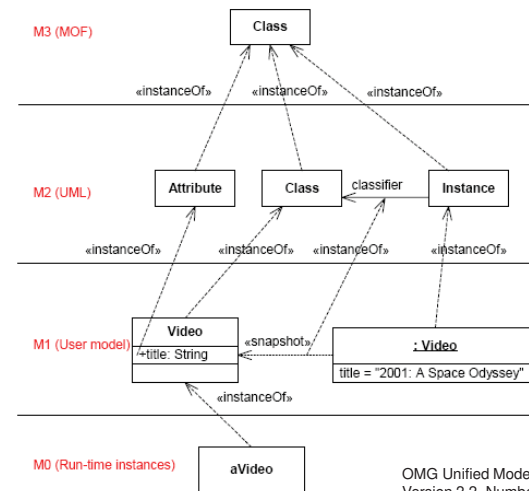 M3 (MOF)
Class
«instanceOf» «instanceOf» «instanceOf»
M2 (UML)
Attribute
Class
classifier
Instance
«instanceOf» «instanceOf» «instanceOf» «instanceOf»
M1 (User model)
Video
+title: String
«snapshot»
: Video
title = "2001: A Space Odyssey"
«instanceOf»
M0 (Run-time instances)
aVideo
OMG Unified Mode